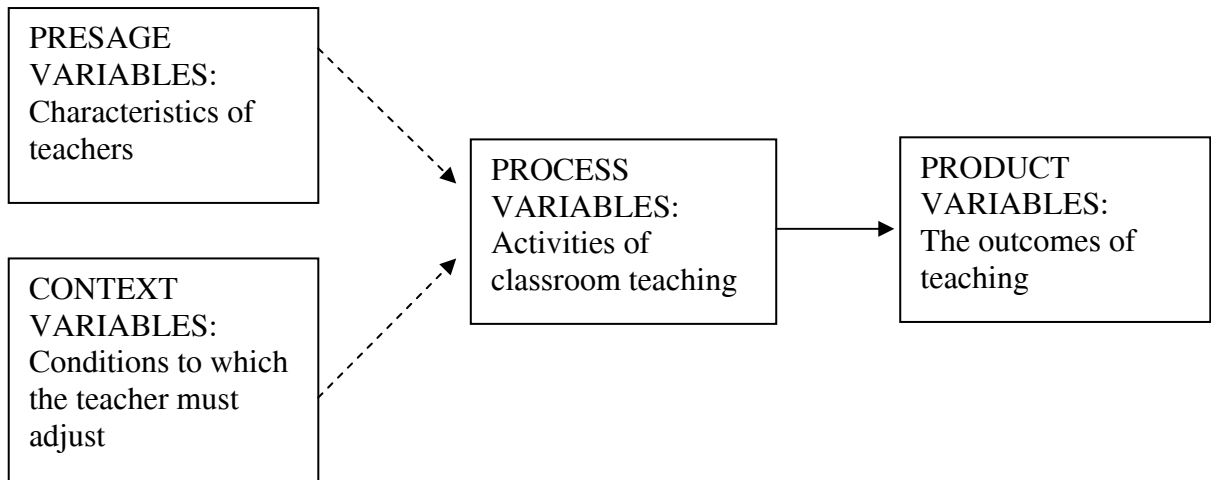 PRESAGE
VARIABLES:
Characteristics of
teachers
CONTEXT
VARIABLES:
Conditions to which
the teacher must
adjust
PROCESS
VARIABLES:
Activities of
classroom teaching
PRODUCT
VARIABLES:
The outcomes of
teaching